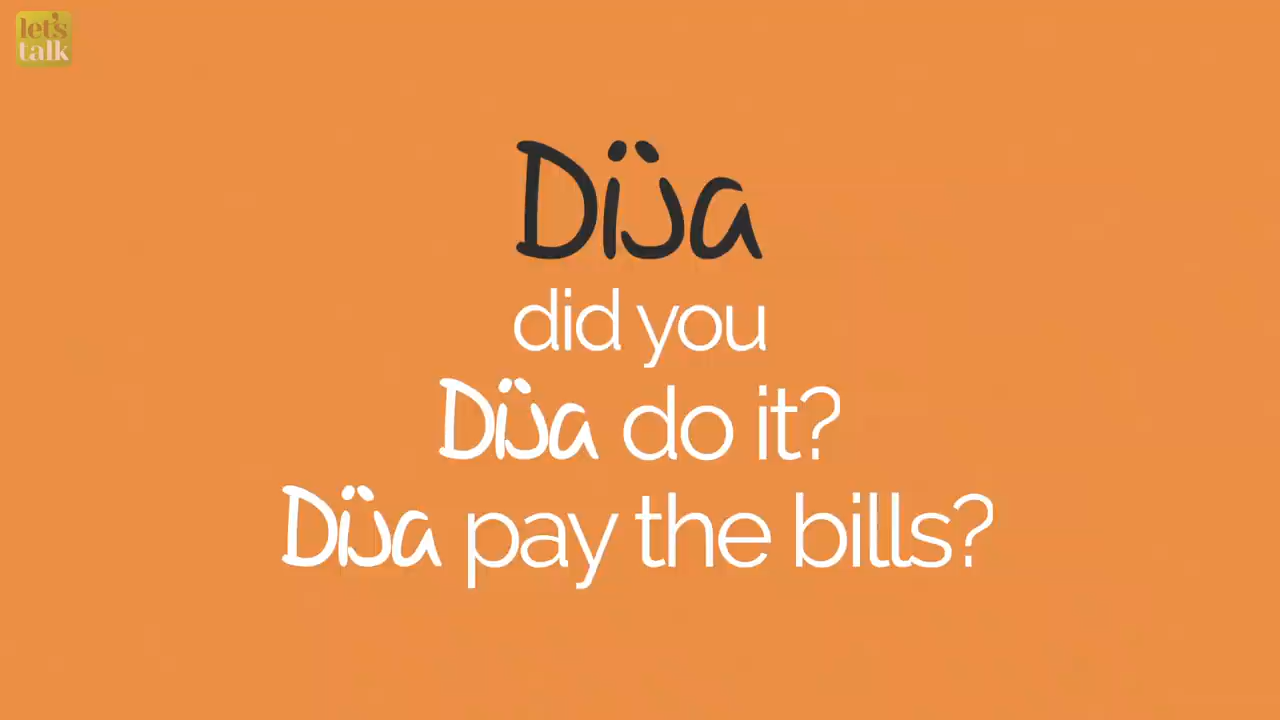 let's
talk
Dija
did you
Dija do it?
Dija pay the bills?